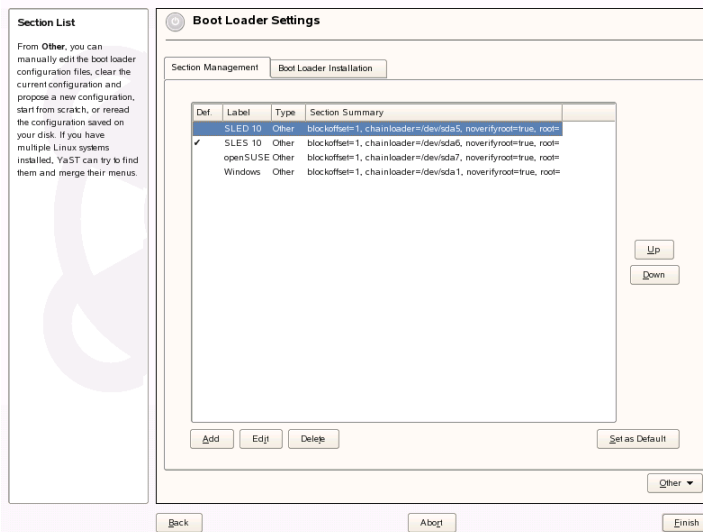 Section List
From Other, you can
manually edit the boot loader
configuration files, clear the
current configuration and
propose a new configuration,
start from scratch, or reread
the configuration saved on
your disk. If you have
multiple Linux systems
installed, YaST can try to find
them and merge their menus.
Boot Loader Settings
Section Management Boot Loader Installation
Def. Label Type Section Summary
SLED 10 Other blockoffset=1, chainloader=/dev/sda5, noverifyroot=true, root=
✓ SLES 10 Other blockoffset=1, chainloader=/dev/sda6, noverifyroot=true, root=
openSUSE Other blockoffset=1, chainloader=/dev/sda7, noverifyroot=true, root=
Windows Other blockoffset=1, chainloader=/dev/sda1, noverifyroot=true, root=
Up
Down
Add Edit Delete Set as Default
Other
Back Abort Finish